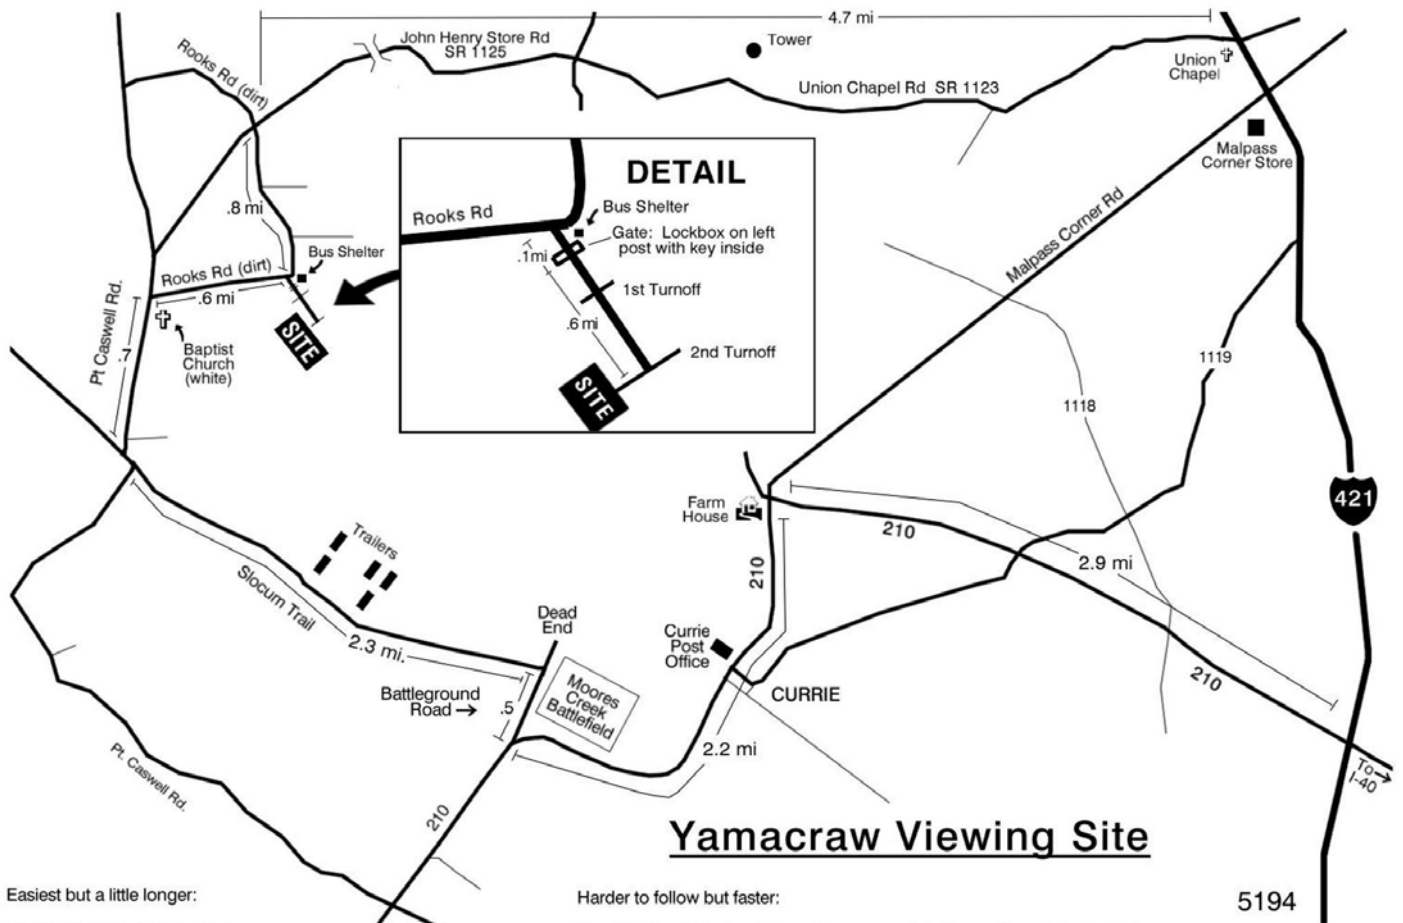 4.7 mi
John Henry Store Rd
SR 1125
Tower
Rooks Rd (dirt)
Union
Chapel
Union Chapel Rd SR 1123
Malpass
Corner Store
DETAIL
Rooks Rd
Bus Shelter
Gate: Lockbox on left
post with key inside
.1mi
1st Turnoff
.6 mi
2nd Turnoff
SITE
.8 mi
Bus Shelter
Rooks Rd (dirt)
.6 mi
SITE
Malpass Corner Rd
Pt Caswell Rd.
.7
Baptist
Church
(white)
1119
1118
421
Farm
House
210
210
2.9 mi
Trailers
Slocum Trail
2.3 mi.
Dead
End
Currie
Post
Office
CURRIE
210
Battleground
Road →
.5
Moores
Creek
Battlefield
2.2 mi
Pt. Caswell Rd.
To
I-40
210
Yamacraw Viewing Site
Easiest but a little longer:
Harder to follow but faster:
5194